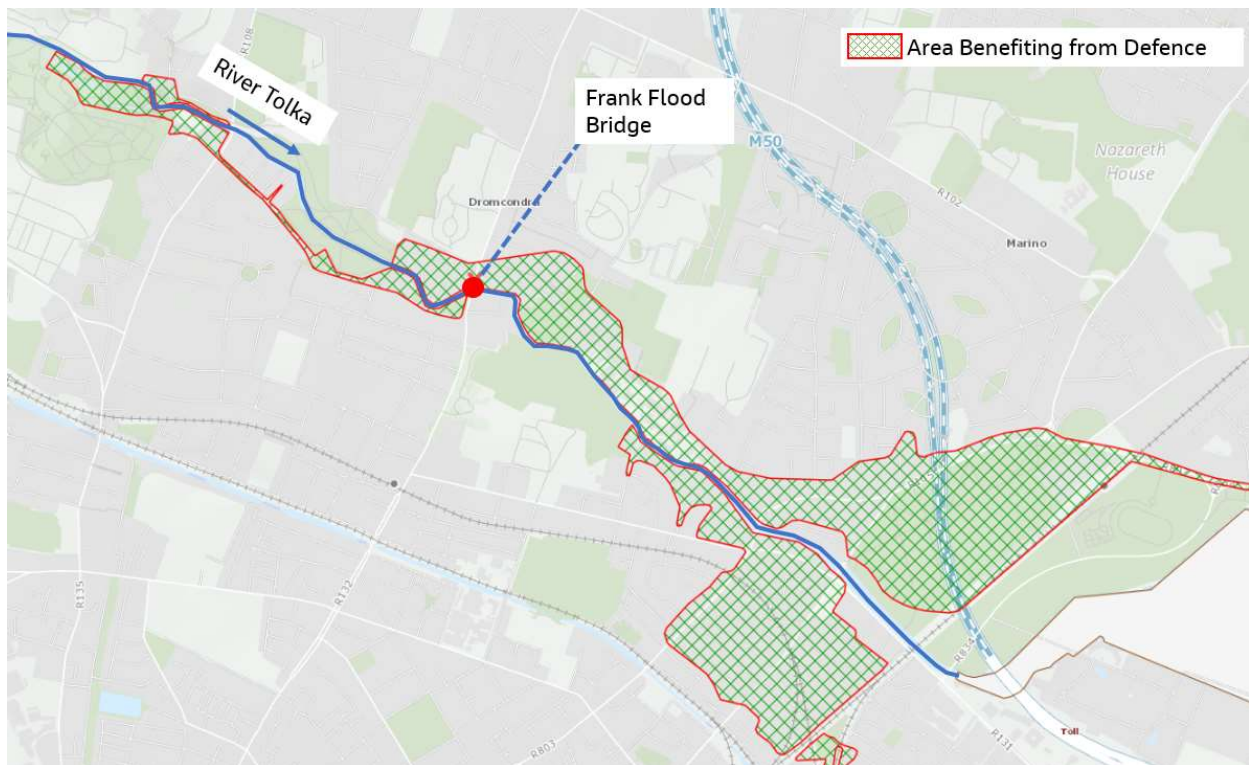 Area Benefiting from Defence
R108
River Tolka
Frank Flood
Bridge
M50
Nazareth
House
R102
Dromcondra
Marino
R135
R132
R834
R803
R131
Toll